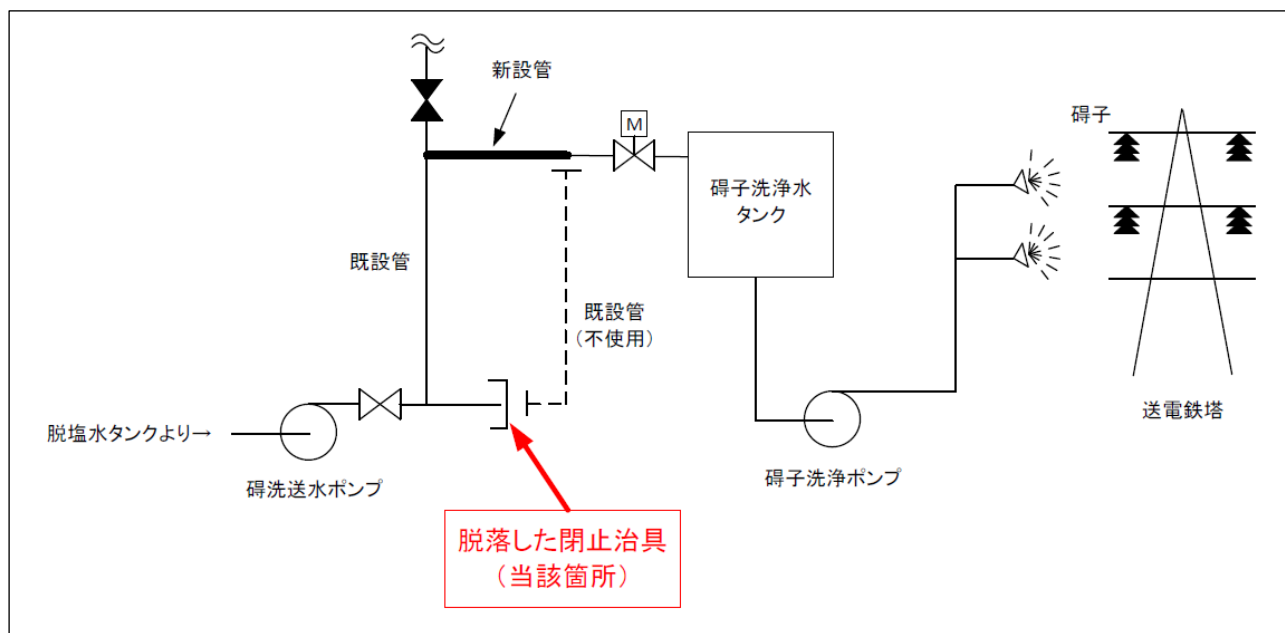 新設管
M
碍子
碍子洗浄水
タンク
既設管
既設管
（不使用）
脱塩水タンクより→
碍洗送水ポンプ
碍子洗浄ポンプ
送電鉄塔
脱落した閉止治具
（当該箇所）